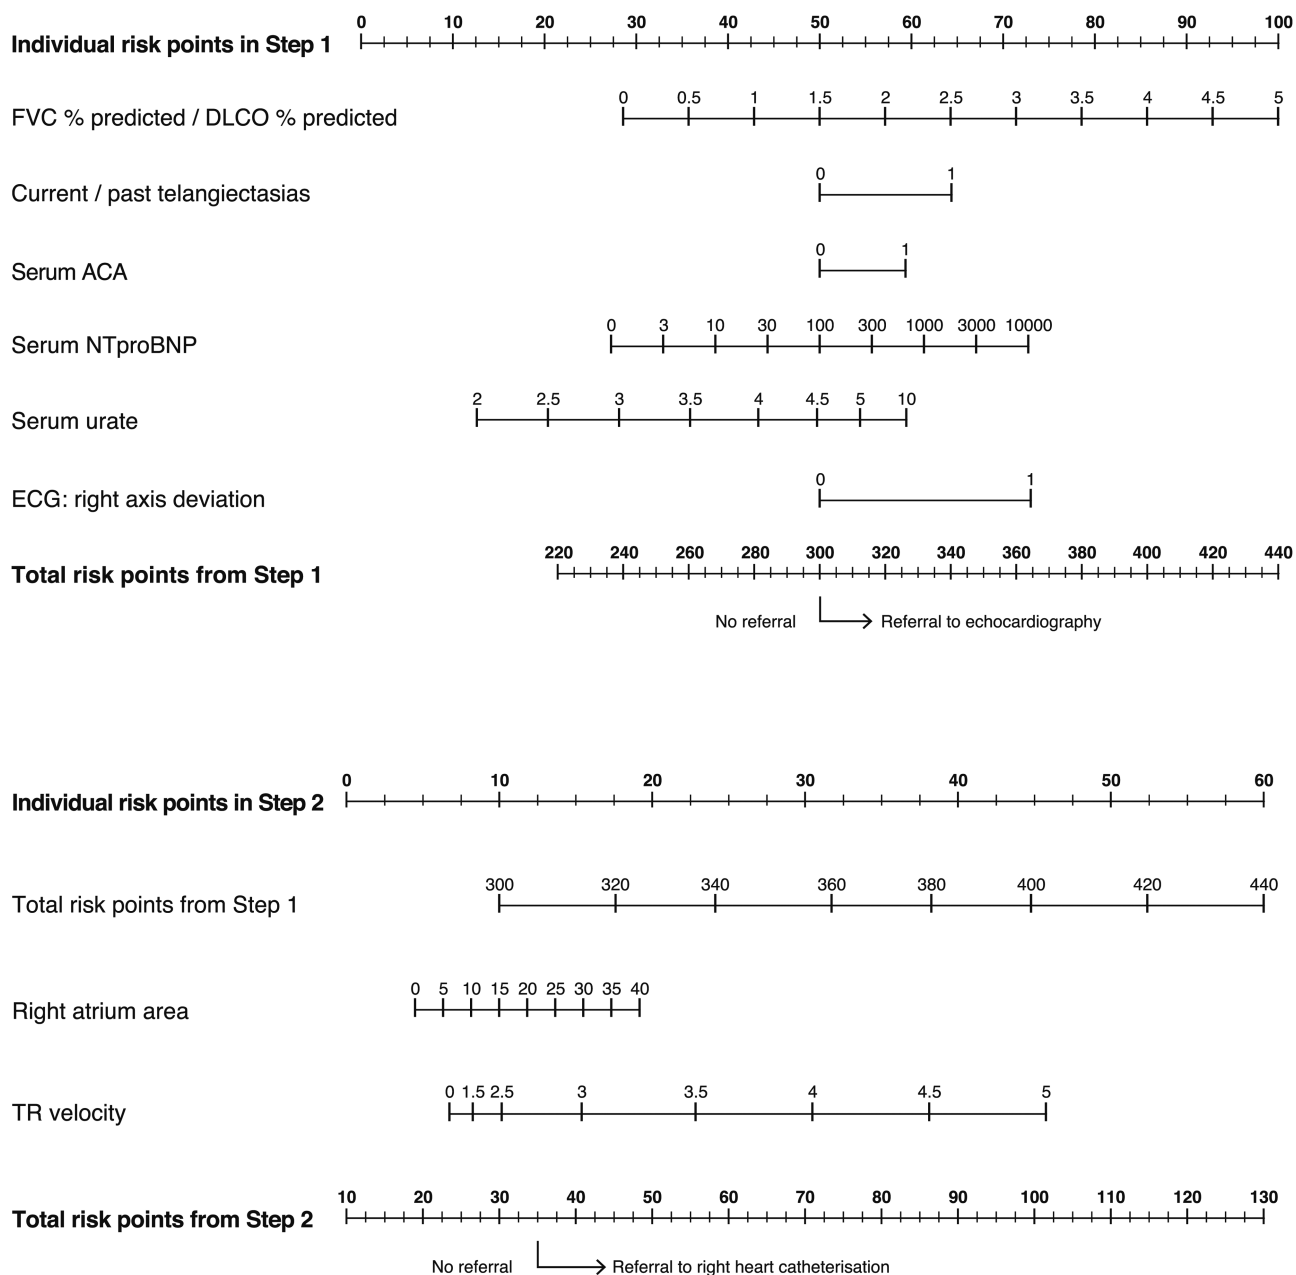 0 10 20 30 40 50 60 70 80 90 100
Individual risk points in Step 1
0 0.5 1 1.5 2 2.5 3 3.5 4 4.5 5
FVC % predicted / DLCO % predicted
0 1
Current / past telangiectasias
0 1
Serum ACA
0 3 10 30 100 300 1000 3000 10000
Serum NTproBNP
2 2.5 3 3.5 4 4.5 5 10
Serum urate
0 1
ECG: right axis deviation
220 240 260 280 300 320 340 360 380 400 420 440
Total risk points from Step 1
No referral Referral to echocardiography
0 10 20 30 40 50 60
Individual risk points in Step 2
300 320 340 360 380 400 420 440
Total risk points from Step 1
0 5 10 15 20 25 30 35 40
Right atrium area
0 1.5 2.5 3 3.5 4 4.5 5
TR velocity
10 20 30 40 50 60 70 80 90 100 110 120 130
Total risk points from Step 2
No referral Referral to right heart catheterisation